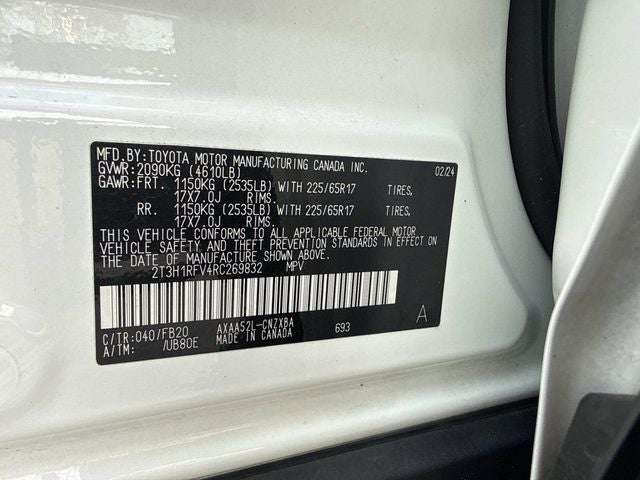 MFD.BY:TOYOTA MOTOR MANUFACTURING CANADA INC. 02/24
GVWR:2090KG (4610LB)
GAWR:FRT. 1150KG (2535LB) WITH 225/65R17 TIRES,
17X7.0J RIMS.
RR. 1150KG (2535LB) WITH 225/65R17 TIRES,
17X7.0J RIMS.
THIS VEHICLE CONFORMS TO ALL APPLICABLE FEDERAL MOTOR
VEHICLE SAFETY AND THEFT PREVENTION STANDARDS IN EFFECT
ON THE DATE OF MANUFACTURE SHOWN ABOVE.
2T3H1RFV4RC269832 MPV
C/TR:040/FB20 AXAA52L-CNZXBA 693 A
A/TM: /UB80E MADE IN CANADA